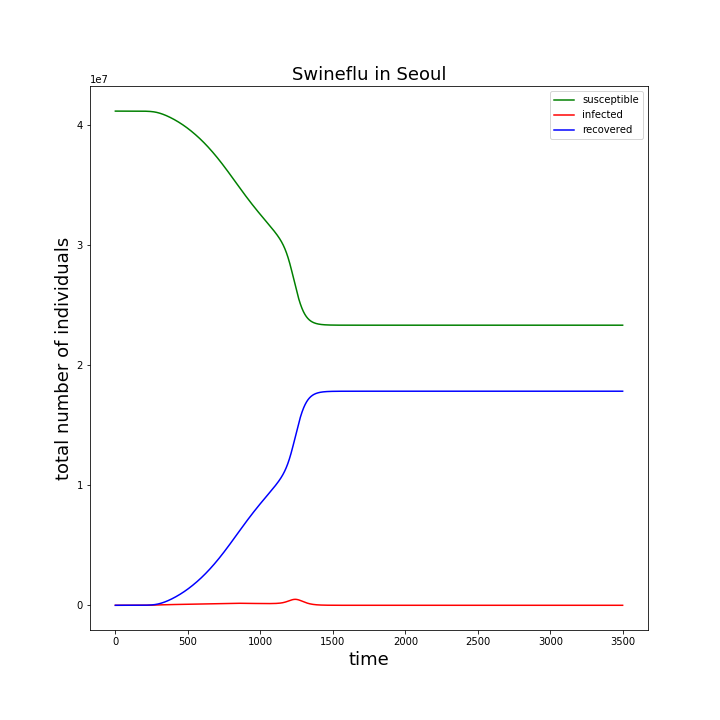 Swineflu in Seoul
1e7
susceptible
infected
recovered
4
3
2
1
0
total number of individuals
0 500 1000 1500 2000 2500 3000 3500
time